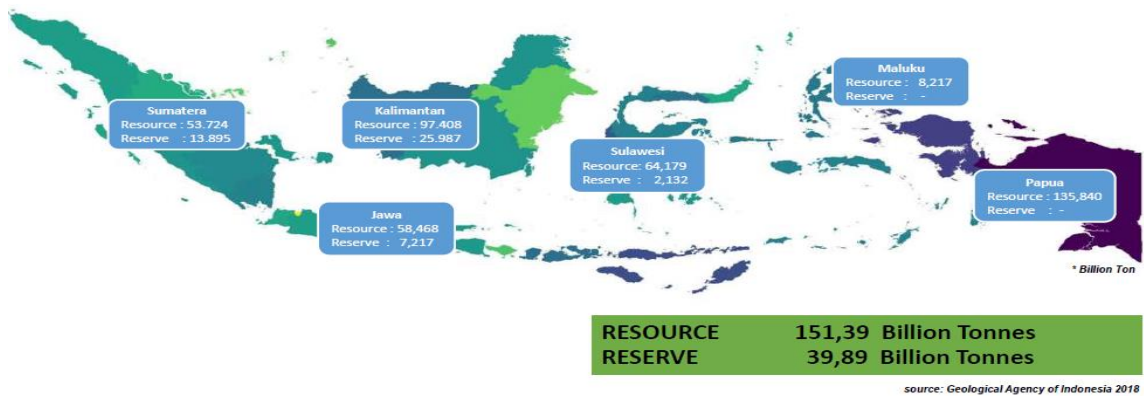 Sumatera
Resource : 53.724
Reserve : 13.895
Kalimantan
Resource : 97.408
Reserve : 25.987
Maluku
Resource : 8,217
Reserve : -
Sulawesi
Resource: 64,179
Reserve : 2,132
Papua
Resource : 135,840
Reserve : -
Jawa
Resource : 58,468
Reserve : 7,217
* Billion Ton
RESOURCE 151,39 Billion Tonnes
RESERVE 39,89 Billion Tonnes
source: Geological Agency of Indonesia 2018